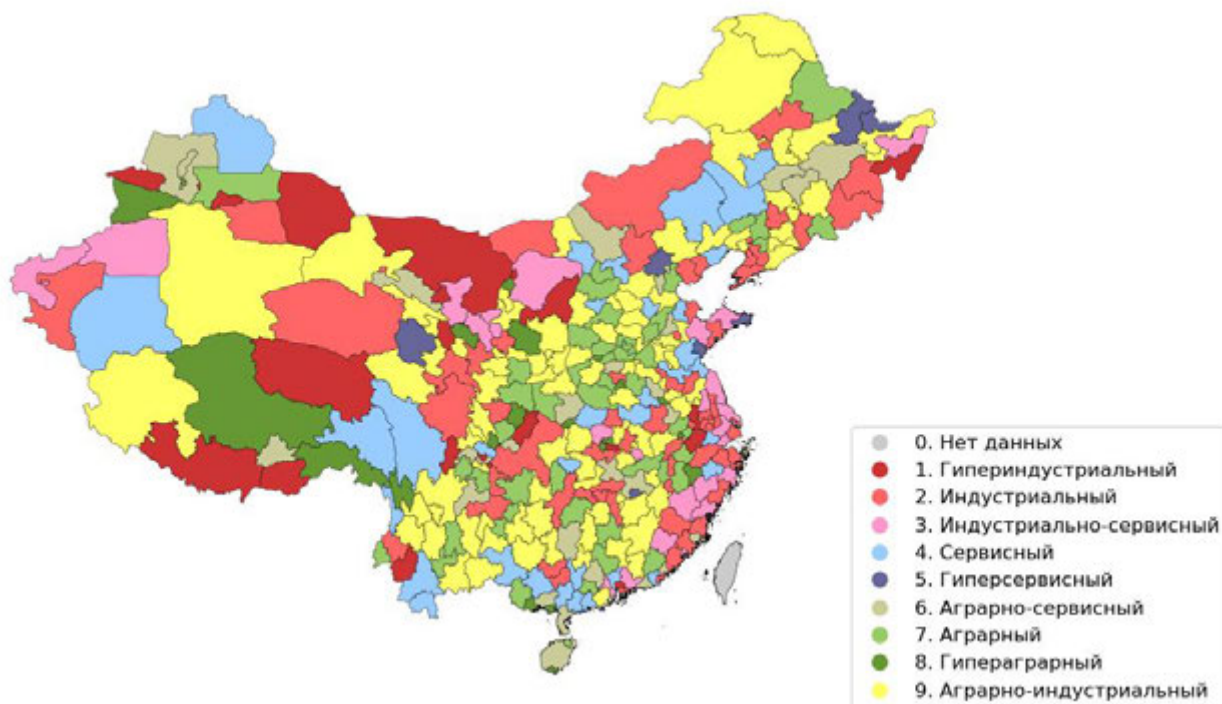 0. Нет данных
1. Гипериндустриальный
2. Индустриальный
3. Индустриально-сервисный
4. Сервисный
5. Гиперсервисный
6. Аграрно-сервисный
7. Аграрный
8. Гипераграрный
9. Аграрно-индустриальный